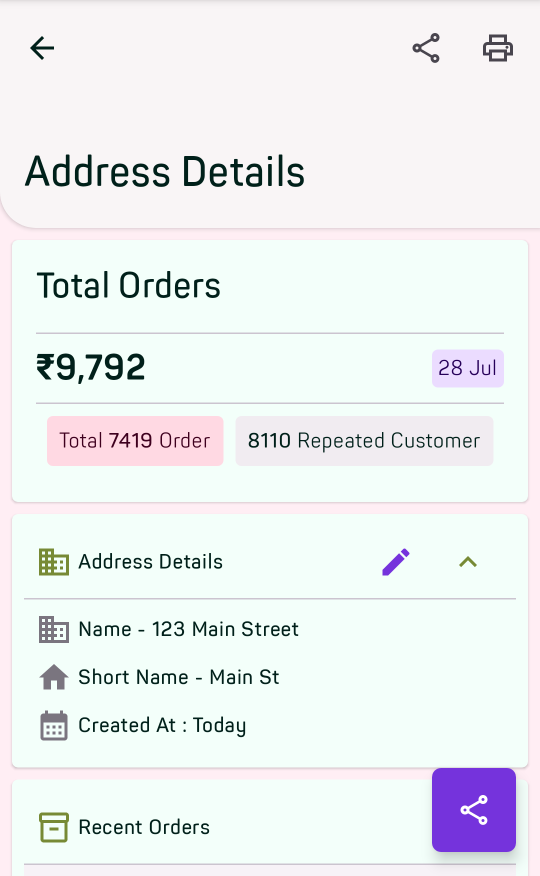 Address Details
Total Orders
₹9,792
28 Jul
Total 7419 Order
8110 Repeated Customer
Address Details
Name - 123 Main Street
Short Name - Main St
Created At : Today
Recent Orders